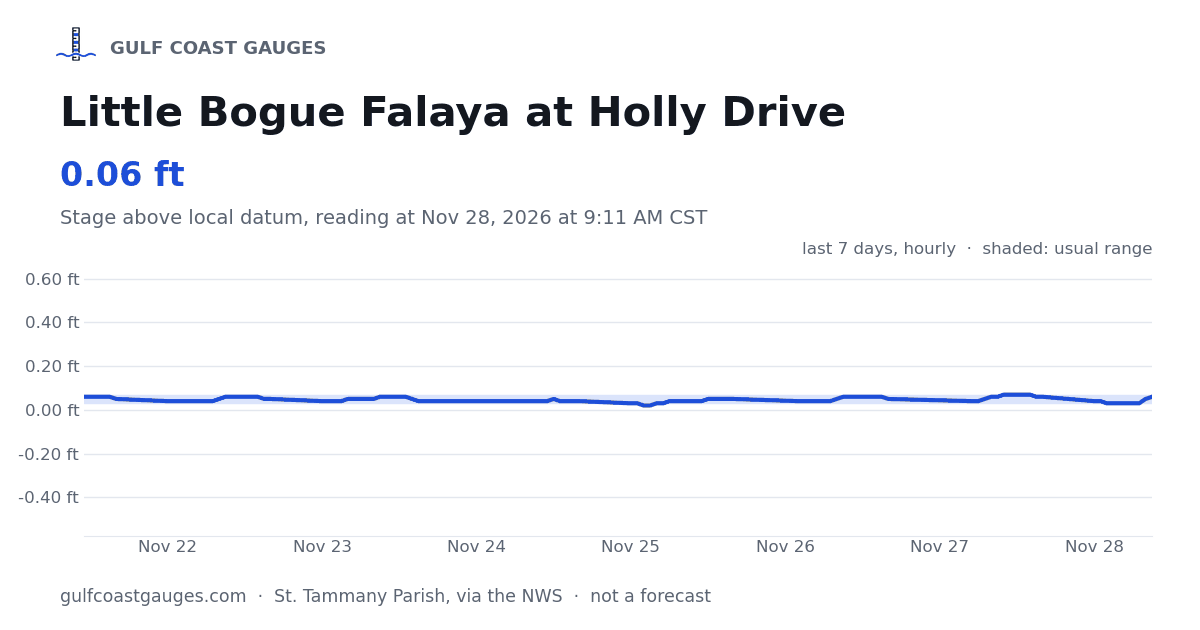 GULF COAST GAUGES
Little Bogue Falaya at Holly Drive
0.06 ft
Stage above local datum, reading at Nov 28, 2026 at 9:11 AM CST
last 7 days, hourly · shaded: usual range
0.60 ft
0.40 ft
0.20 ft
0.00 ft
-0.20 ft
-0.40 ft
Nov 22 Nov 23 Nov 24 Nov 25 Nov 26 Nov 27 Nov 28
gulfcoastgauges.com · St. Tammany Parish, via the NWS · not a forecast